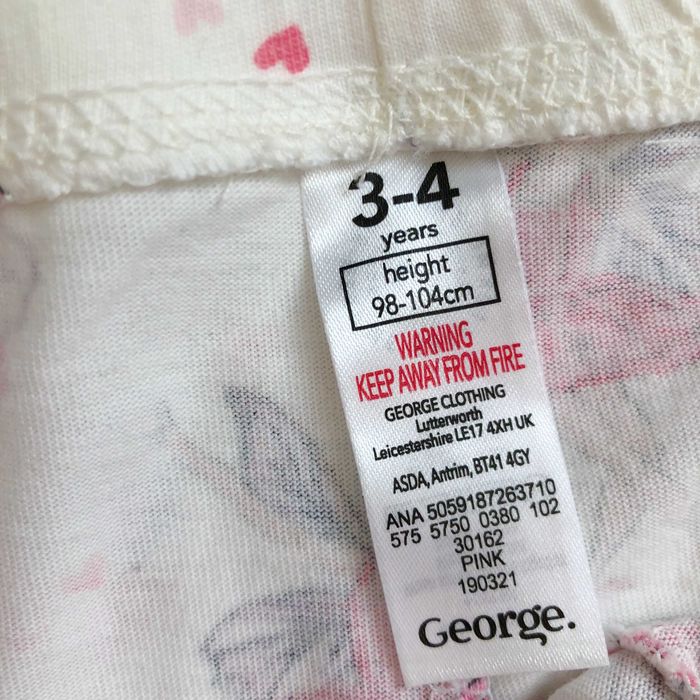 3-4
years
height
98-104cm
WARNING
KEEP AWAY FROM FIRE
GEORGE CLOTHING
Lutterworth
Leicestershire LE17 4XH UK
ASDA, Antrim, BT41 4GY
ANA 5059187263710
575 5750 0380 102
30162
PINK
190321
George.